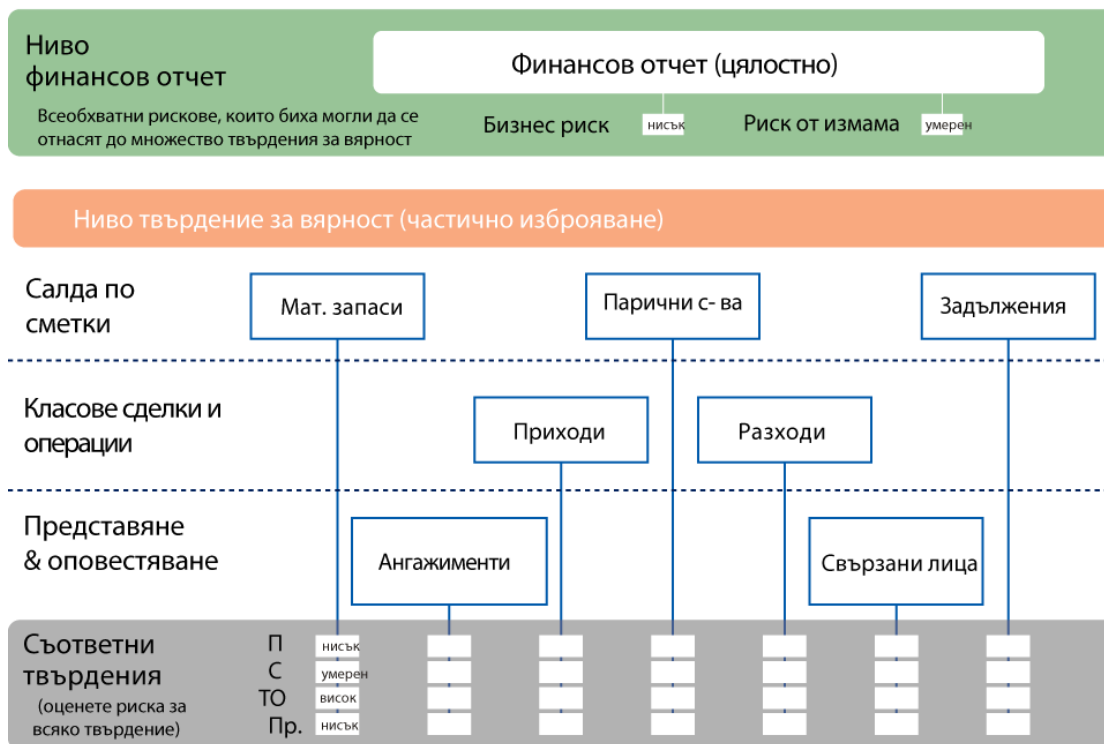 Ниво
финансов отчет
Финансов отчет (цялостно)
Всеобхватни рискове, които биха могли да се
отнасят до множество твърдения за вярност
Бизнес риск
нисък
Риск от измама
умерен
Ниво твърдение за вярност (частично изброяване)
Салда по
сметки
Мат. запаси
Парични с- ва
Задължения
Класове сделки и
операции
Приходи
Разходи
Представяне
& оповестяване
Ангажименти
Свързани лица
Съответни
твърдения
(оценете риска за
всяко твърдение)
П нисък
С умерен
ТО висок
Пр. нисък